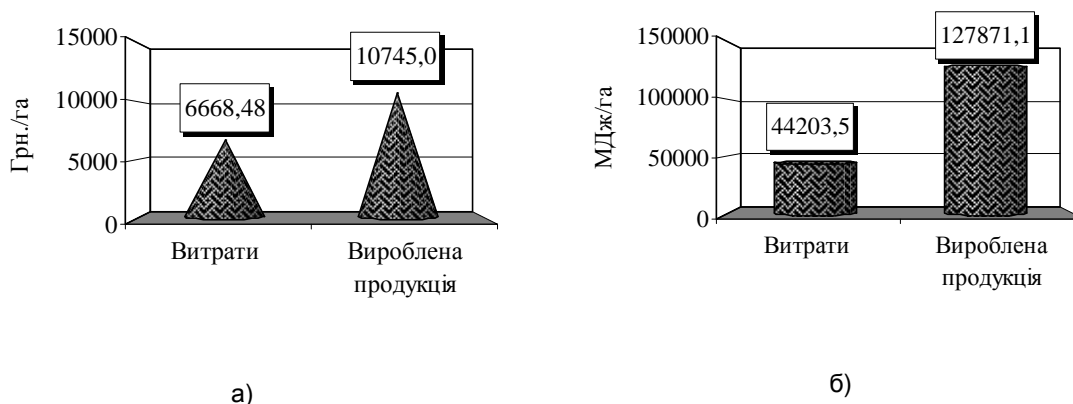 Грн./га
15000
10000
5000
0
6668,48
10745,0
Витрати
Вироблена
продукція
а)
МДж/га
150000
100000
50000
0
44203,5
127871,1
Витрати
Вироблена
продукція
б)